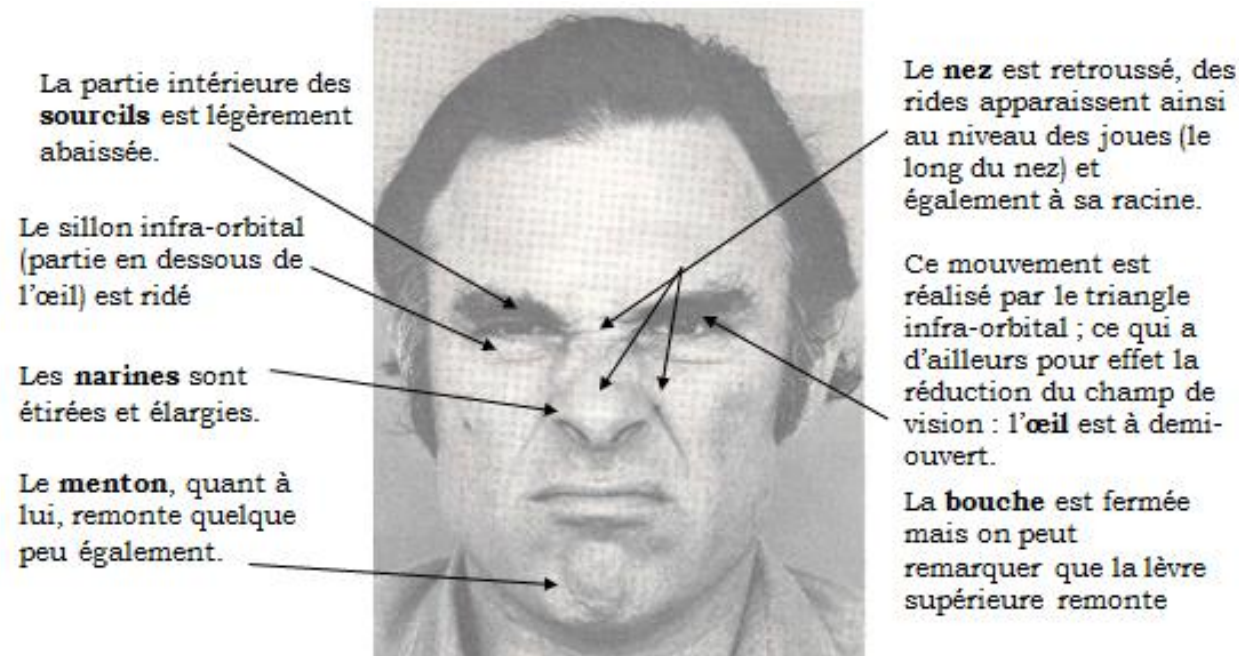 La partie intérieure des
sourcils est légèrement
abaissée.
Le sillon infra-orbital
(partie en dessous de
l'œil) est ridé
Les narines sont
étirées et élargies.
Le menton, quant à
lui, remonte quelque
peu également.
Le nez est retroussé, des
rides apparaissent ainsi
au niveau des joues (le
long du nez) et
également à sa racine.
Ce mouvement est
réalisé par le triangle
infra-orbital ; ce qui a
d'ailleurs pour effet la
réduction du champ de
vision : l'œil est à demi-
ouvert.
La bouche est fermée
mais on peut
remarquer que la lèvre
supérieure remonte